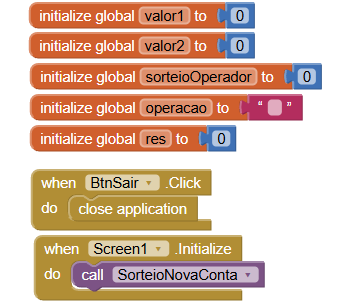 initialize global valor1 to 0
initialize global valor2 to 0
initialize global sorteioOperador to 0
initialize global operacao to " "
initialize global res to 0
when BtnSair .Click
do close application
when Screen1 .Initialize
do call SorteioNovaConta